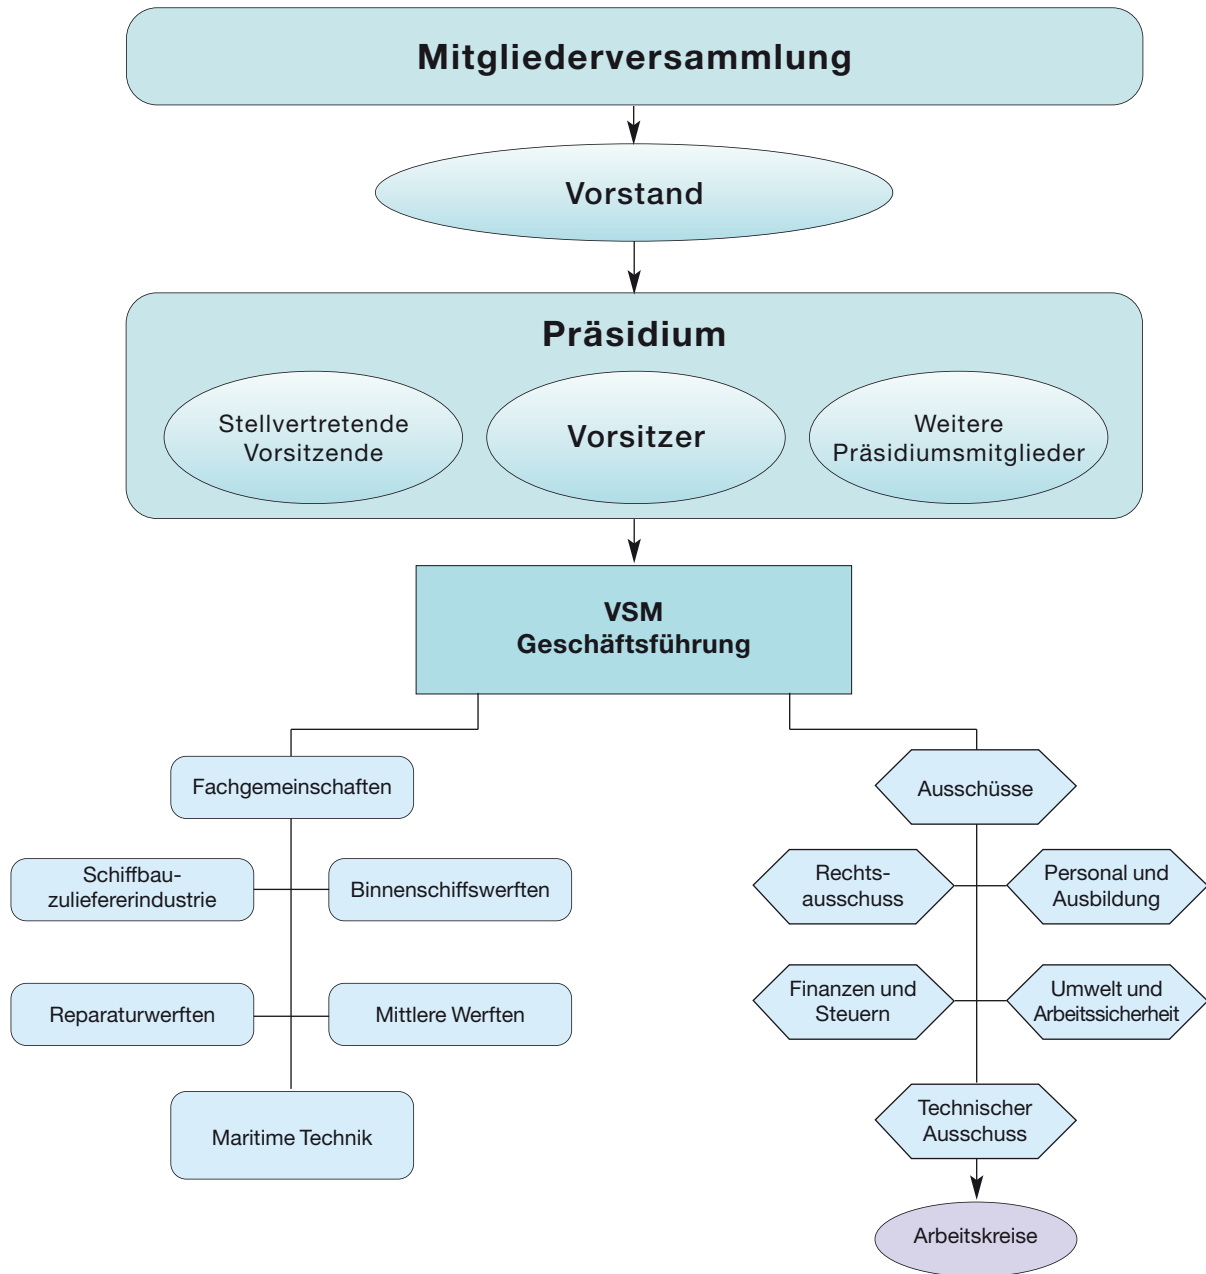 Mitgliederversammlung
Vorstand
Präsidium
Stellvertretende
Vorsitzende
Vorsitzer
Weitere
Präsidiumsmitglieder
VSM
Geschäftsführung
Fachgemeinschaften
Schiffbau-
zuliefererindustrie
Binnenschiffswerften
Reparaturwerften
Mittlere Werften
Maritime Technik
Ausschüsse
Rechts-
ausschuss
Personal und
Ausbildung
Finanzen und
Steuern
Umwelt und
Arbeitssicherheit
Technischer
Ausschuss
Arbeitskreise